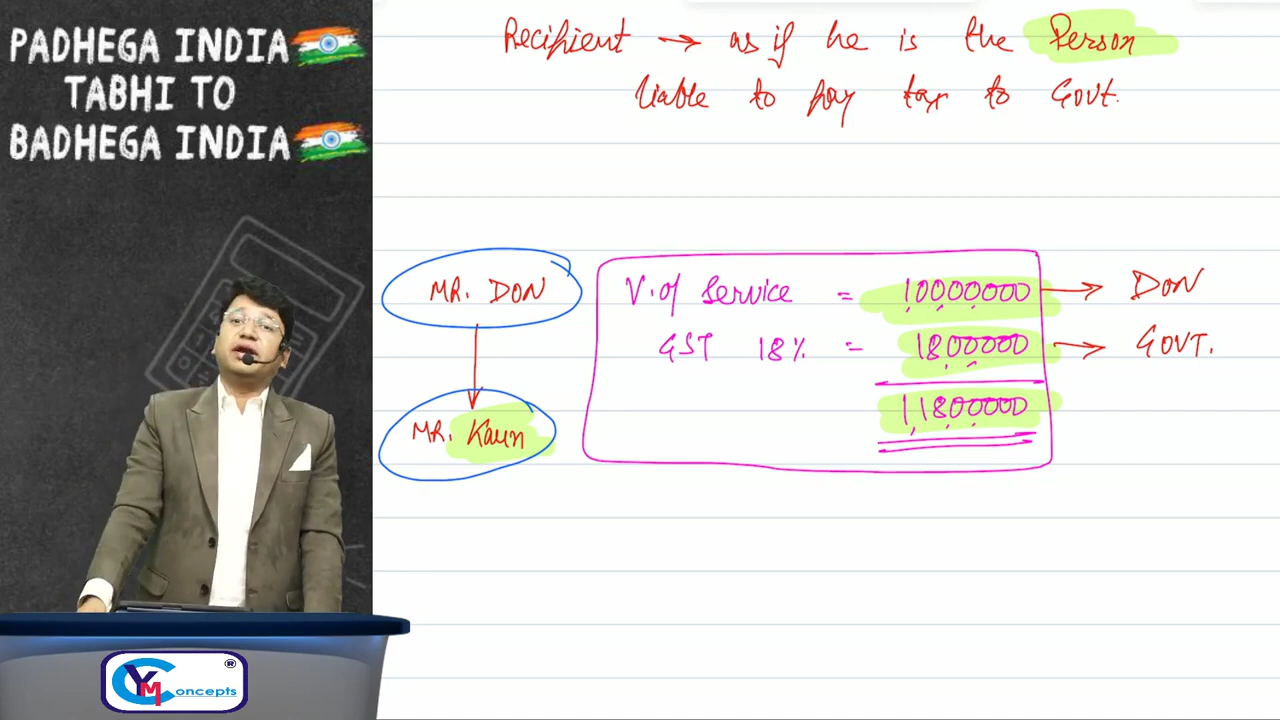 PADHEGA INDIA
TABHI TO
BADHEGA INDIA
Recipient → as if he is the Person
liable to pay tax to Govt.
MR. DON
V. of Service = 10000000 → DON
GST 18% = 1800000 → GOVT.
11800000
MR. Kaun
CYM Concepts ®